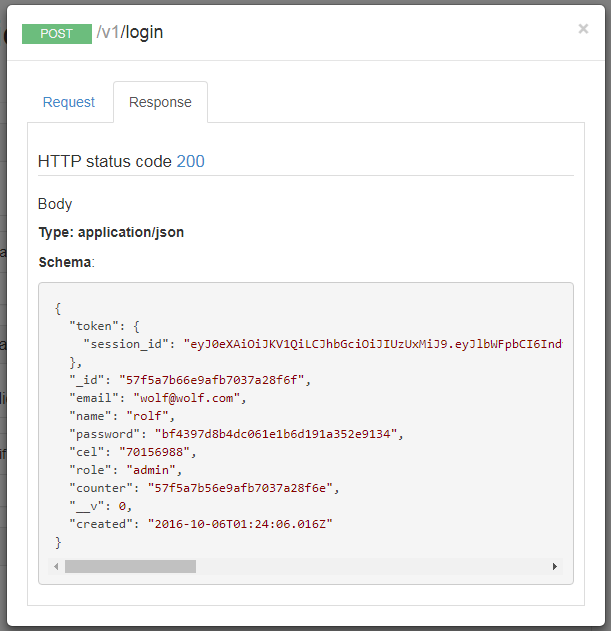 POST /v1/login ×
Request Response
HTTP status code 200
Body
Type: application/json
Schema:
{
"token": {
"session_id": "eyJ0eXAiOiJKV1QiLCJhbGciOiJIUzUxMiJ9.eyJlbWFpbCI6Ind
},
"_id": "57f5a7b66e9afb7037a28f6f",
"email": "wolf@wolf.com",
"name": "rolf",
"password": "bf4397d8b4dc061e1b6d191a352e9134",
"cel": "70156988",
"role": "admin",
"counter": "57f5a7b56e9afb7037a28f6e",
"__v": 0,
"created": "2016-10-06T01:24:06.016Z"
}